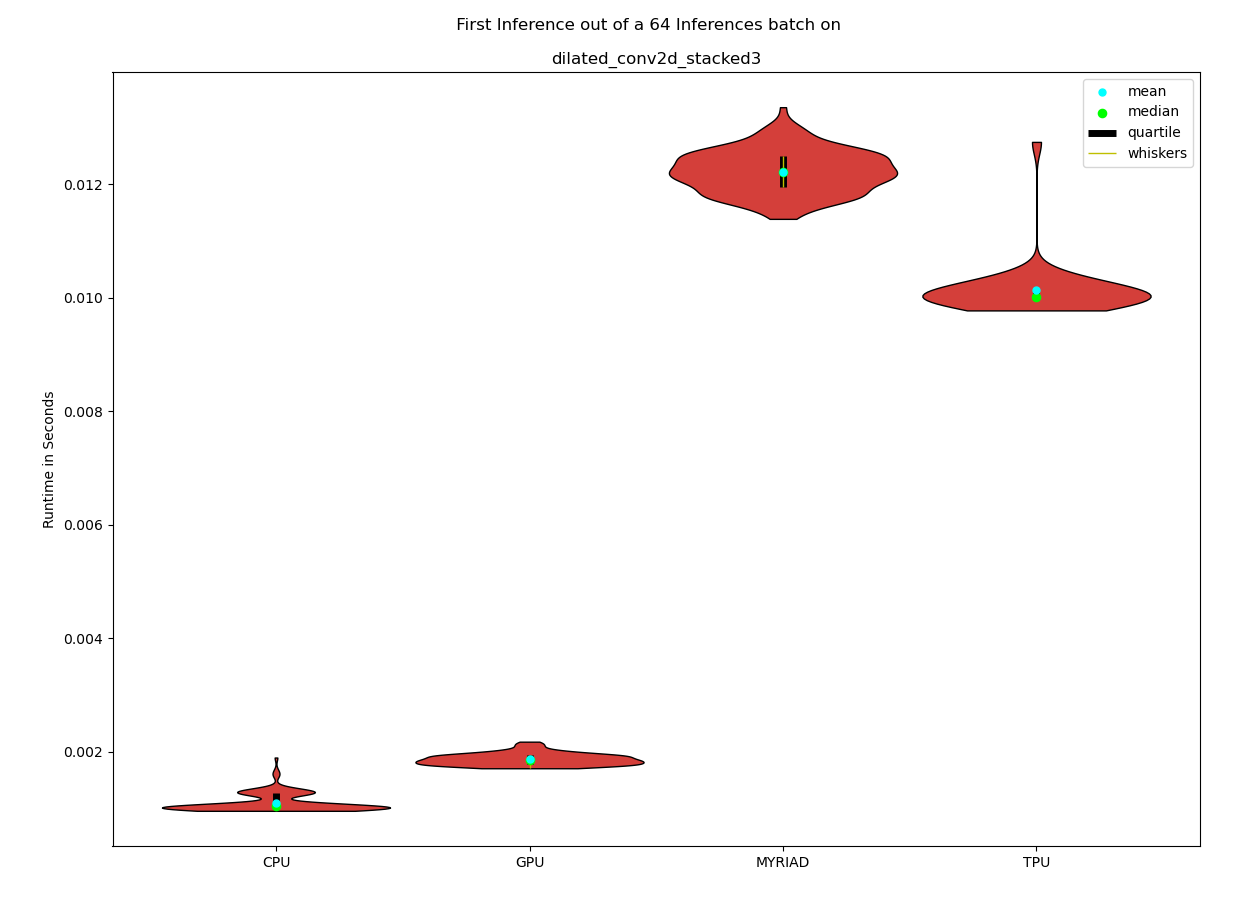 First Inference out of a 64 Inferences batch on
dilated_conv2d_stacked3
mean
median
quartile
whiskers
Runtime in Seconds
0.012
0.010
0.008
0.006
0.004
0.002
CPU GPU MYRIAD TPU